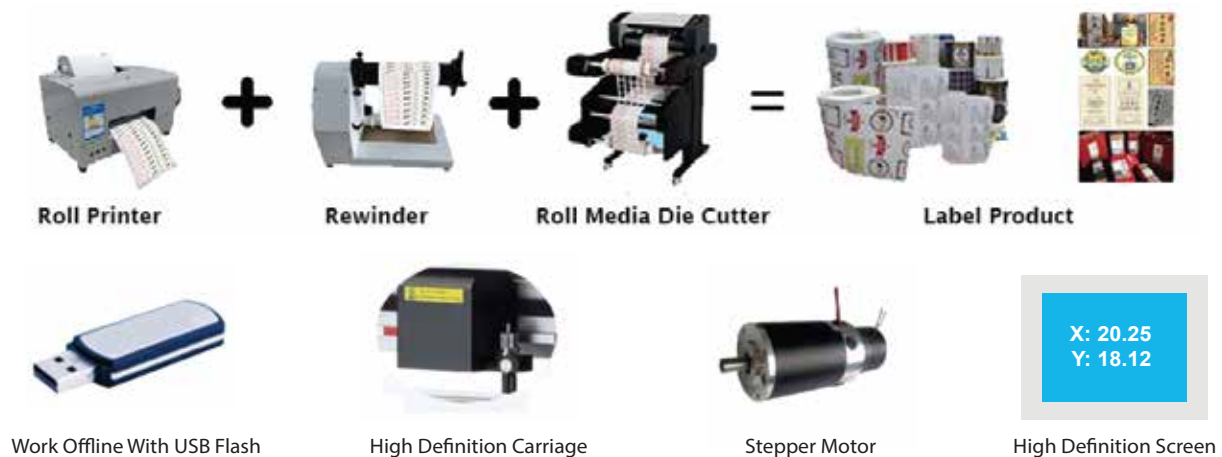 Roll Printer
Rewinder
Roll Media Die Cutter
Label Product
X: 20.25
Y: 18.12
Work Offline With USB Flash
High Definition Carriage
Stepper Motor
High Definition Screen